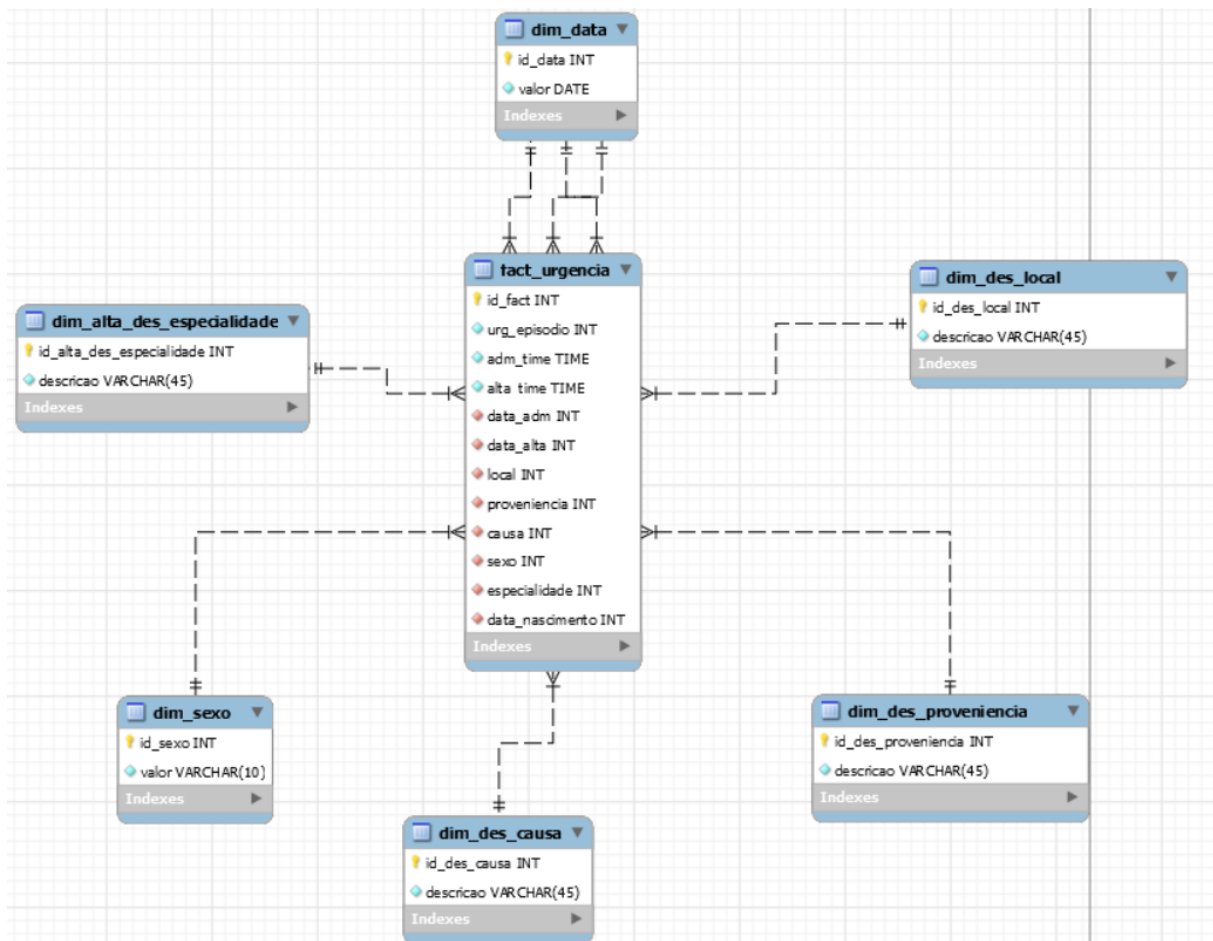 dim_data
id_data INT
valor DATE
Indexes
fact_urgencia
id_fact INT
urg_episodio INT
adm_time TIME
alta_time TIME
data_adm INT
data_alta INT
local INT
proveniencia INT
causa INT
sexo INT
especialidade INT
data_nascimento INT
Indexes
dim_des_local
id_des_local INT
descricao VARCHAR(45)
Indexes
dim_alta_des_especialidade
id_alta_des_especialidade INT
descricao VARCHAR(45)
Indexes
dim_sexo
id_sexo INT
valor VARCHAR(10)
Indexes
dim_des_proveniencia
id_des_proveniencia INT
descricao VARCHAR(45)
Indexes
dim_des_causa
id_des_causa INT
descricao VARCHAR(45)
Indexes